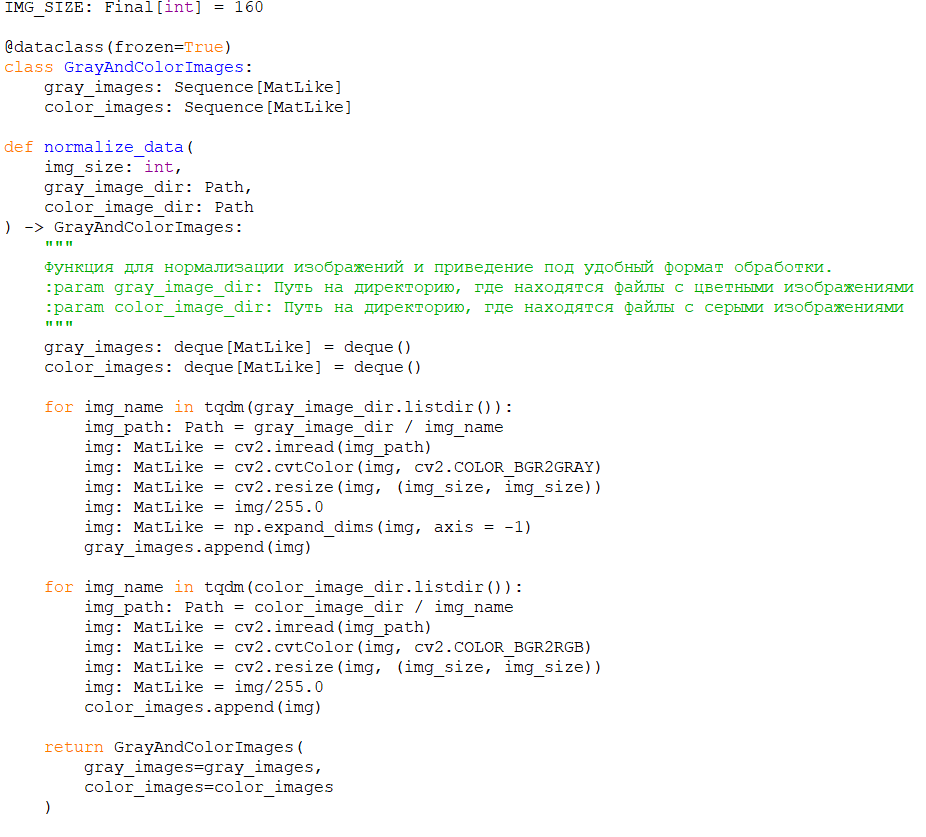 IMG_SIZE: Final[int] = 160

@dataclass(frozen=True)
class GrayAndColorImages:
    gray_images: Sequence[MatLike]
    color_images: Sequence[MatLike]

def normalize_data(
    img_size: int,
    gray_image_dir: Path,
    color_image_dir: Path
) -> GrayAndColorImages:
    """
    Функция для нормализации изображений и приведение под удобный формат обработки.
    :param gray_image_dir: Путь на директорию, где находятся файлы с цветными изображениями
    :param color_image_dir: Путь на директорию, где находятся файлы с серыми изображениями
    """
    gray_images: deque[MatLike] = deque()
    color_images: deque[MatLike] = deque()

    for img_name in tqdm(gray_image_dir.listdir()):
        img_path: Path = gray_image_dir / img_name
        img: MatLike = cv2.imread(img_path)
        img: MatLike = cv2.cvtColor(img, cv2.COLOR_BGR2GRAY)
        img: MatLike = cv2.resize(img, (img_size, img_size))
        img: MatLike = img/255.0
        img: MatLike = np.expand_dims(img, axis = -1)
        gray_images.append(img)

    for img_name in tqdm(color_image_dir.listdir()):
        img_path: Path = color_image_dir / img_name
        img: MatLike = cv2.imread(img_path)
        img: MatLike = cv2.cvtColor(img, cv2.COLOR_BGR2RGB)
        img: MatLike = cv2.resize(img, (img_size, img_size))
        img: MatLike = img/255.0
        color_images.append(img)

    return GrayAndColorImages(
        gray_images=gray_images,
        color_images=color_images
    )